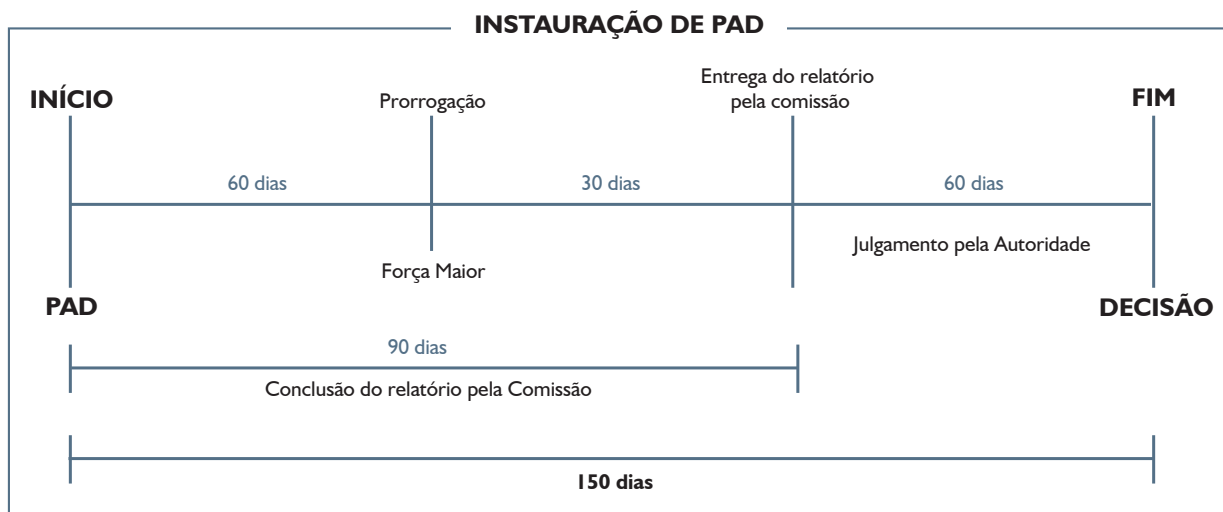 INSTAURAÇÃO DE PAD
INÍCIO
Prorrogação
Entrega do relatório
pela comissão
FIM
60 dias
30 dias
60 dias
Força Maior
Julgamento pela Autoridade
PAD
DECISÃO
90 dias
Conclusão do relatório pela Comissão
150 dias